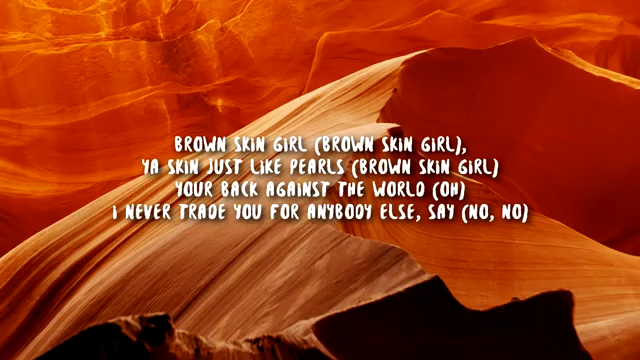 BROWN SKIN GIRL (BROWN SKIN GIRL),
YA SKIN JUST LIKE PEARLS (BROWN SKIN GIRL)
YOUR BACK AGAINST THE WORLD (OH)
I NEVER TRADE YOU FOR ANYBODY ELSE, SAY (NO, NO)